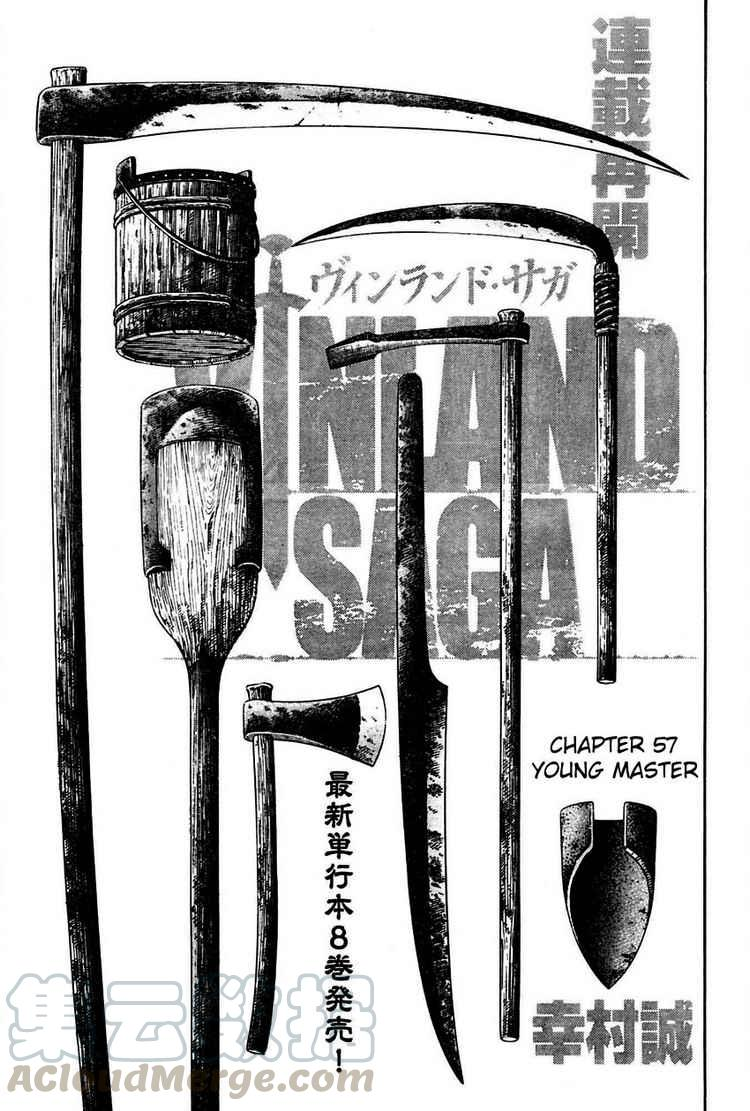 連載再開
ヴィンランド・サガ
VINLAND
SAGA
CHAPTER 57
YOUNG MASTER
最新単行本8巻発売！
幸村誠
集云数据
AcloudMerge.com